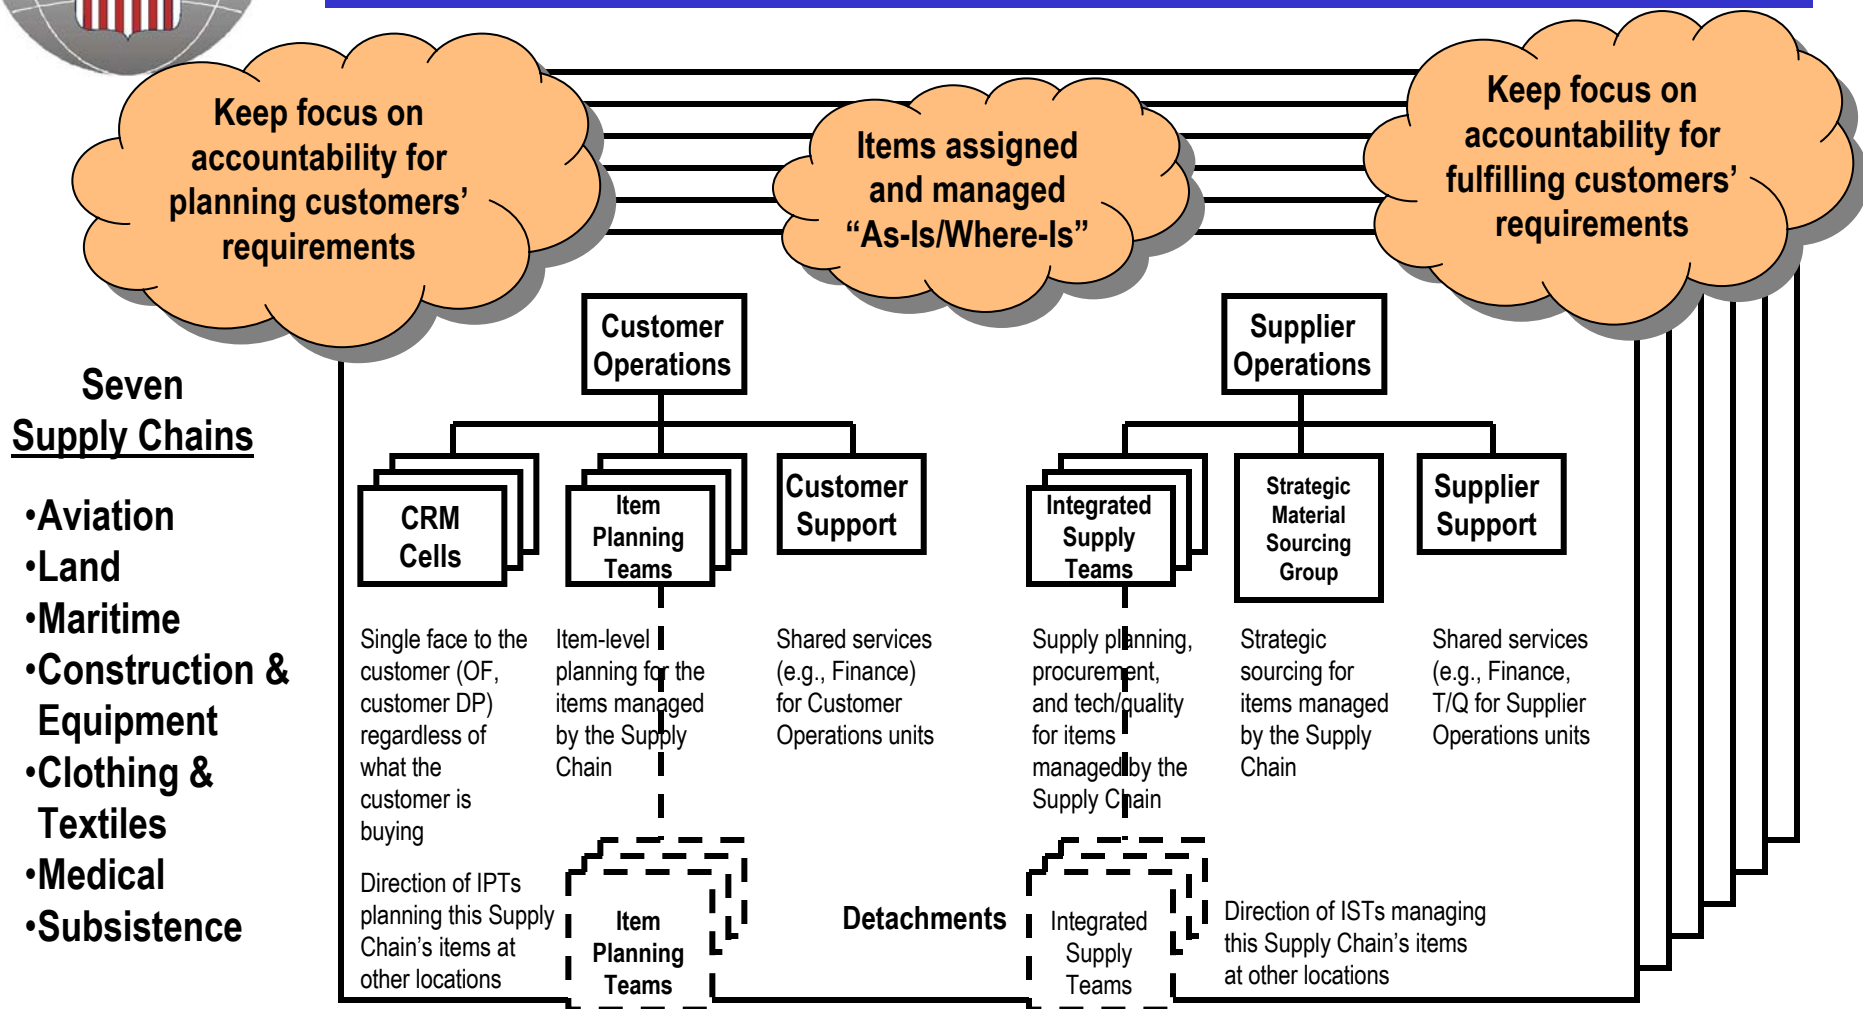 Keep focus on
accountability for
planning customers’
requirements
Items assigned
and managed
“As-Is/Where-Is”
Keep focus on
accountability for
fulfilling customers’
requirements
Seven
Supply Chains
•Aviation
•Land
•Maritime
•Construction &
Equipment
•Clothing &
Textiles
•Medical
•Subsistence
Customer
Operations
CRM
Cells
Item
Planning
Teams
Customer
Support
Single face to the
customer (OF,
customer DP)
regardless of
what the
customer is
buying
Item-level
planning for the
items managed
by the Supply
Chain
Shared services
(e.g., Finance)
for Customer
Operations units
Supplier
Operations
Integrated
Supply
Teams
Strategic
Material
Sourcing
Group
Supplier
Support
Supply planning,
procurement,
and tech/quality
for items
managed by the
Supply Chain
Strategic
sourcing for
items managed
by the Supply
Chain
Shared services
(e.g., Finance,
T/Q for Supplier
Operations units
Direction of IPTs
planning this Supply
Chain’s items at
other locations
Item
Planning
Teams
Detachments
Integrated
Supply
Teams
Direction of ISTs managing
this Supply Chain’s items
at other locations